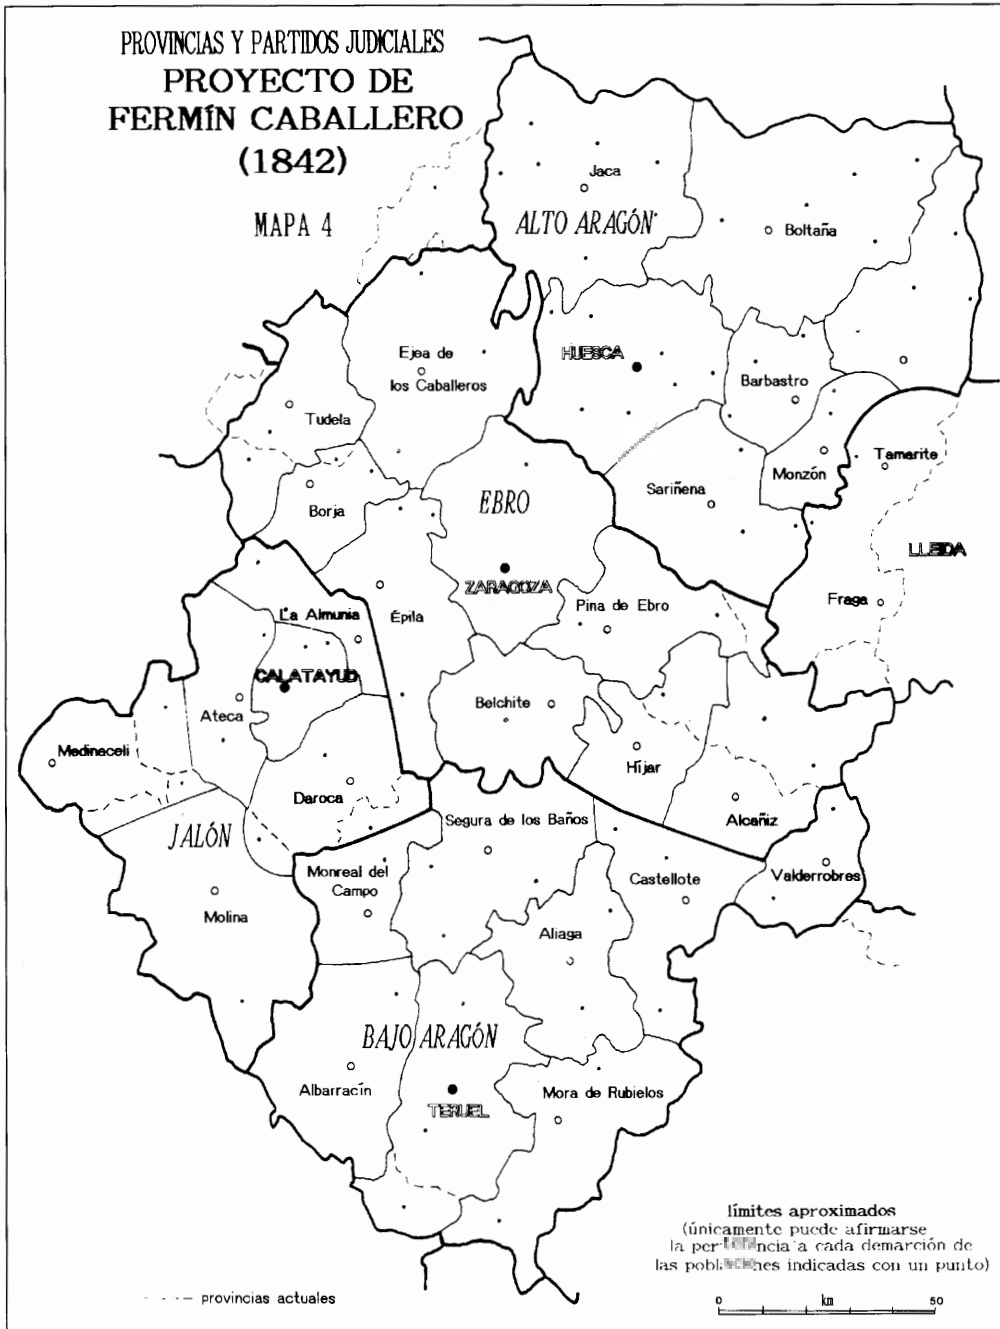 PROVINCIAS Y PARTIDOS JUDICIALES
PROYECTO DE
FERMÍN CABALLERO
(1842)
MAPA 4
Jaca
ALTO ARAGÓN
Boltaña
Ejea de
los Caballeros
HUESCA
Barbastro
Tudela
Tamarite
Monzón
Sariñena
EBRO
Borja
LLEIDA
ZARAGOZA
Fraga
La Almunia
Épila
Pina de Ebro
CALATAYUD
Ateca
Belchite
Medinaceli
Híjar
Daroca
Alcañiz
JALÓN
Segura de los Baños
Monreal del
Campo
Castellote
Valderrobres
Molina
Aliaga
BAJO ARAGÓN
Albarracín
Mora de Rubielos
TERUEL
límites aproximados
(únicamente puede afirmarse
la a cada demarción de
las indicadas con un punto)
provincias actuales
0 km 50